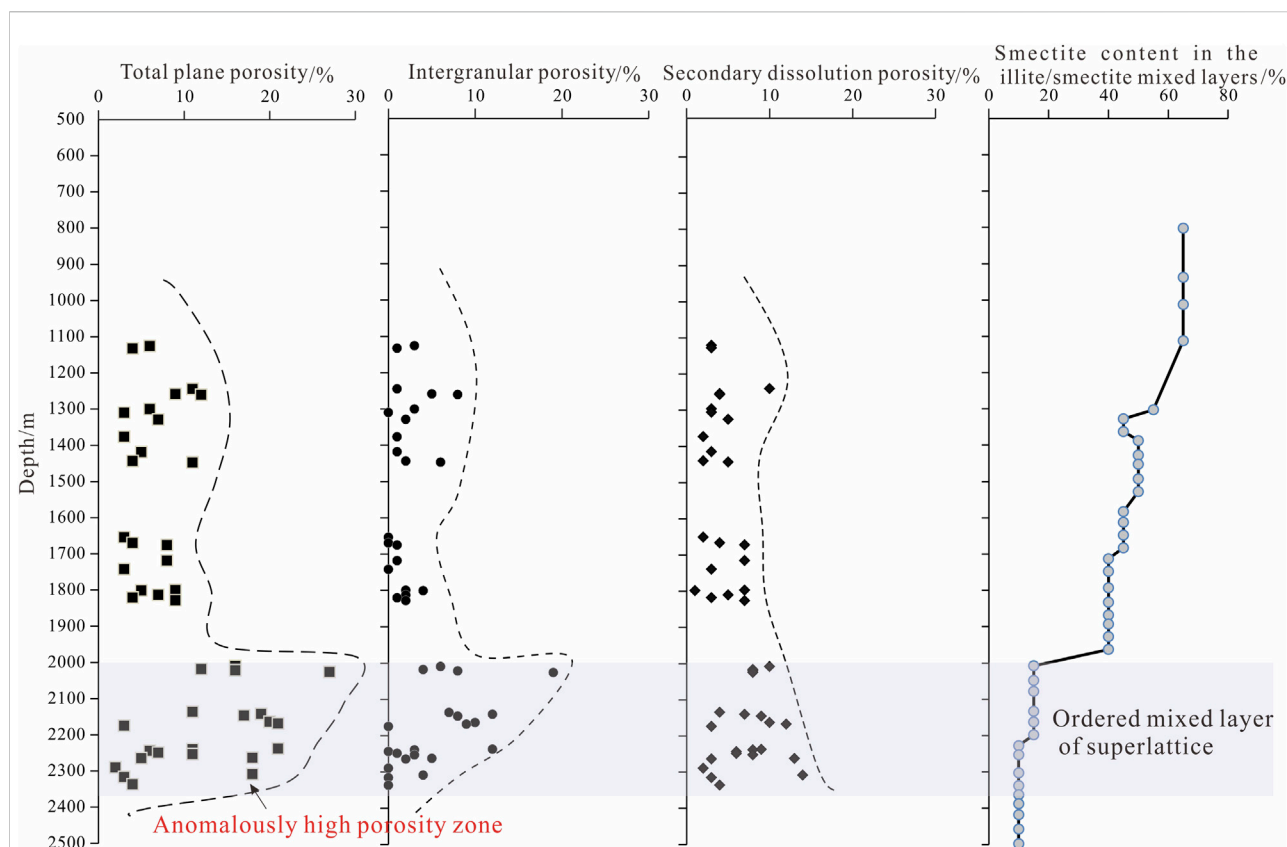 Total plane porosity/%
0 10 20 30
Intergranular porosity/%
0 10 20 30
Secondary dissolution porosity/%
0 10 20 30
Smectite content in the
illite/smectite mixed layers/%
0 20 40 60 80
Depth/m
500
600
700
800
900
1000
1100
1200
1300
1400
1500
1600
1700
1800
1900
2000
2100
2200
2300
2400
2500
Ordered mixed layer
of superlattice
Anomalously high porosity zone